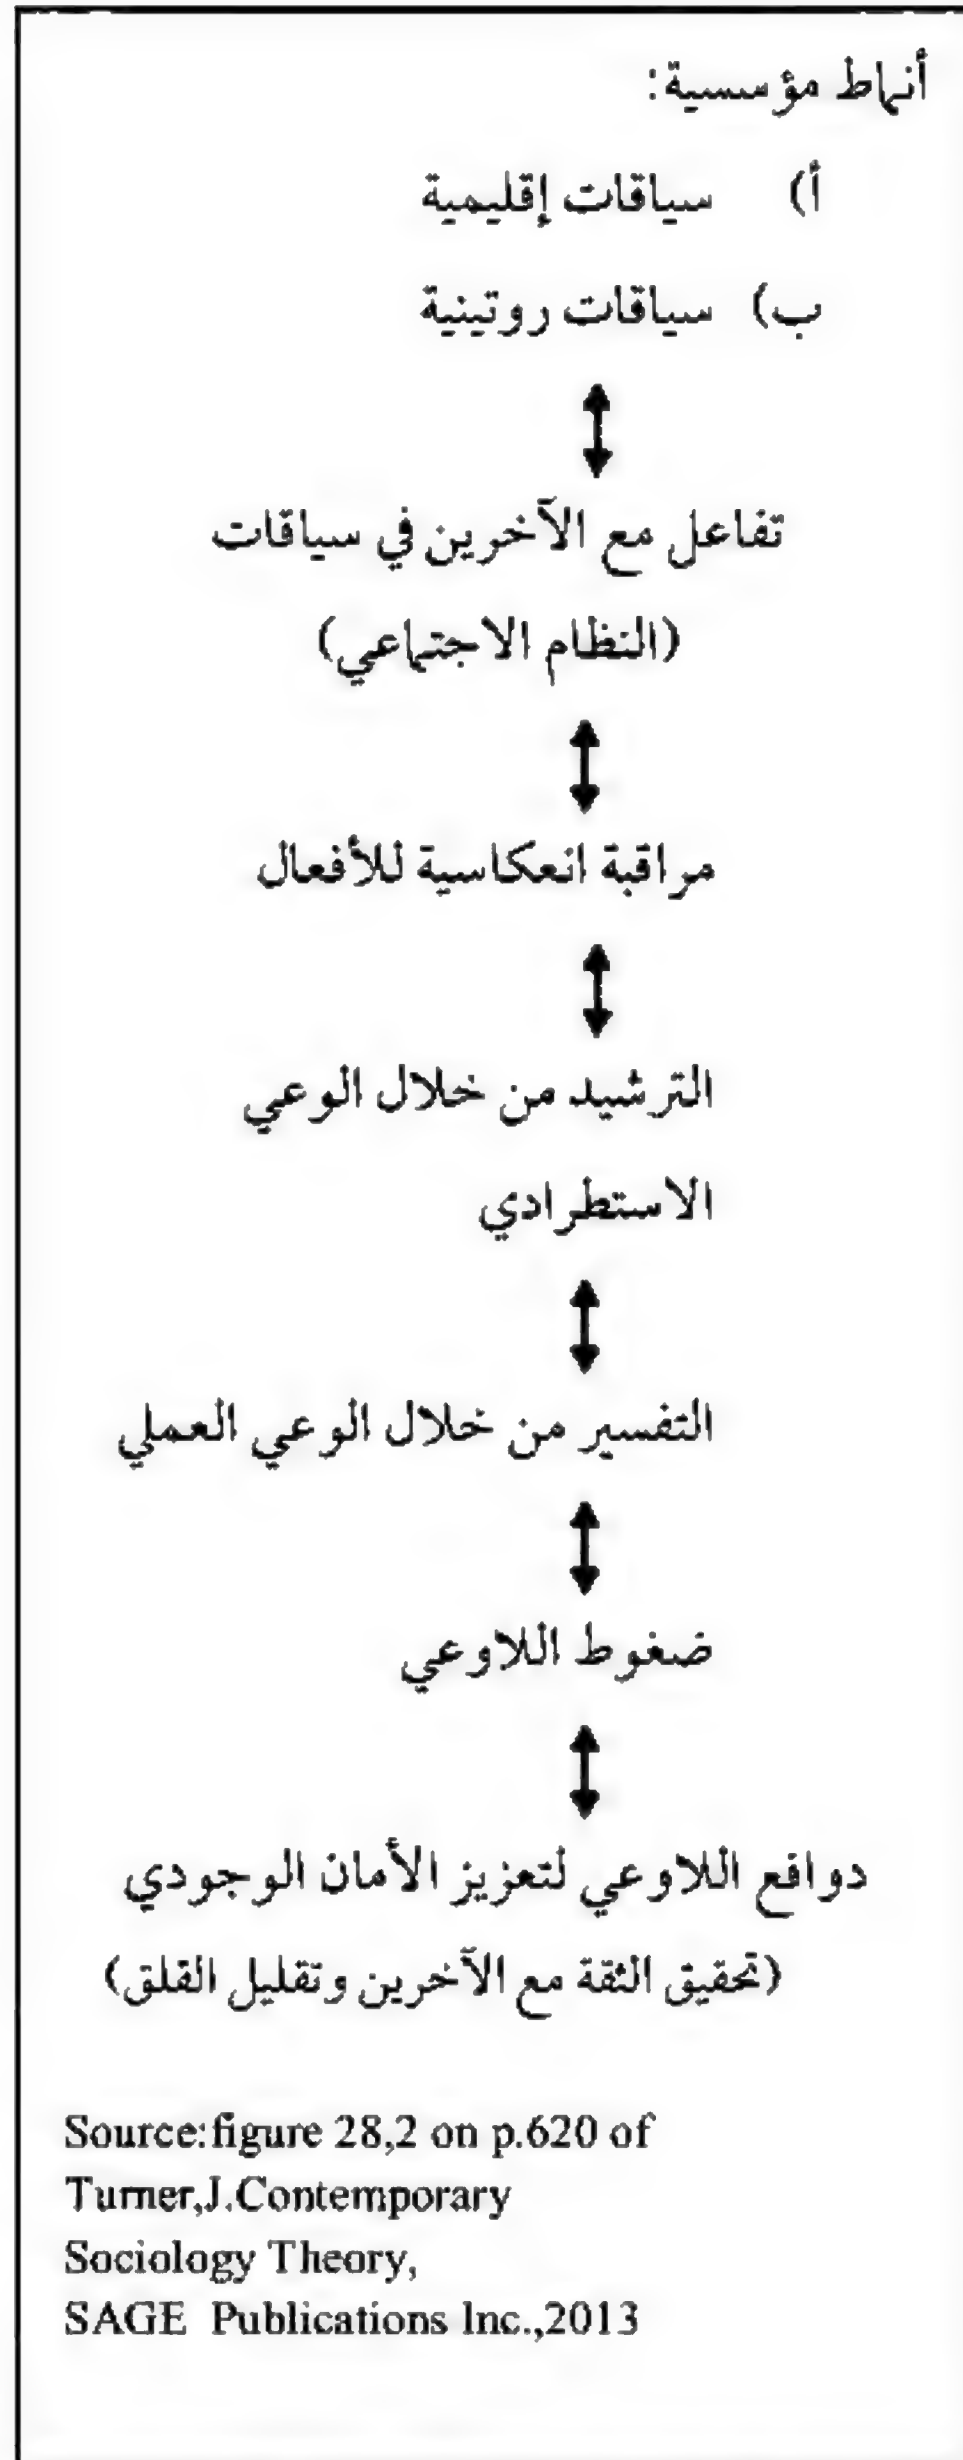 أنماط مؤسسية:
أ) سياقات إقليمية
ب) سياقات روتينية
تفاعل مع الآخرين في سياقات
(النظام الاجتماعي)
مراقبة انعكاسية للأفعال
الترشيد من خلال الوعي
الاستطرادي
التفسير من خلال الوعي العملي
ضغوط اللاوعي
دوافع اللاوعي لتعزيز الأمان الوجودي
(تحقيق الثقة مع الآخرين وتقليل القلق)
Source:figure 28,2 on p.620 of
Turner,J.Contemporary
Sociology Theory,
SAGE Publications Inc.,2013